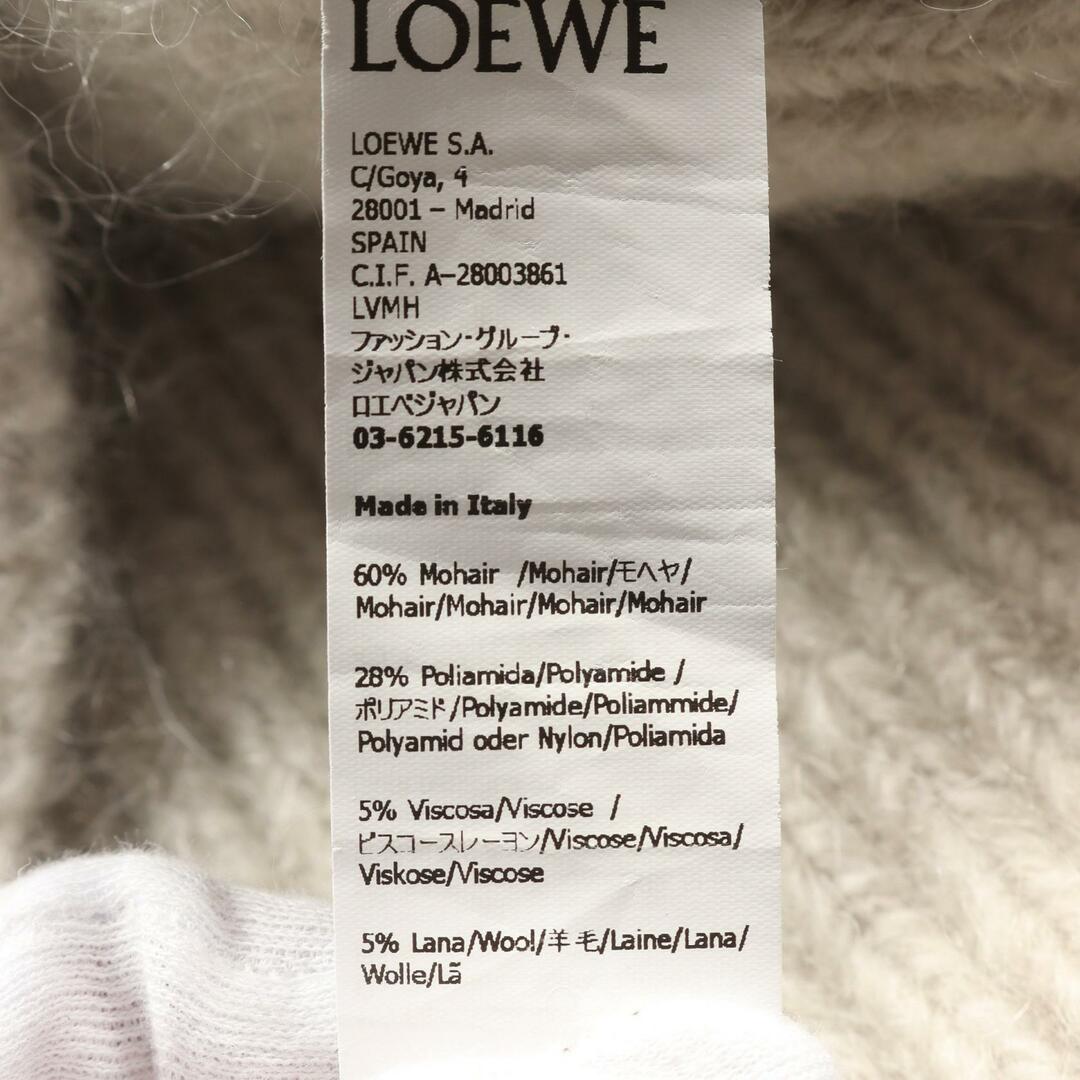 LOEWE
LOEWE S.A.
C/Goya, 4
28001 – Madrid
SPAIN
C.I.F. A–28003861
LVMH
ファッション・グループ・
ジャパン株式会社
ロエベジャパン
03-6215-6116
Made in Italy
60% Mohair /Mohair/モヘヤ/
Mohair/Mohair/Mohair/Mohair
28% Poliamida/Polyamide /
ポリアミド/Polyamide/Poliammide/
Polyamid oder Nylon/Poliamida
5% Viscosa/Viscose /
ビスコースレーヨン/Viscose/Viscosa/
Viskose/Viscose
5% Lana/Wool/羊毛/Laine/Lana/
Wolle/Lã